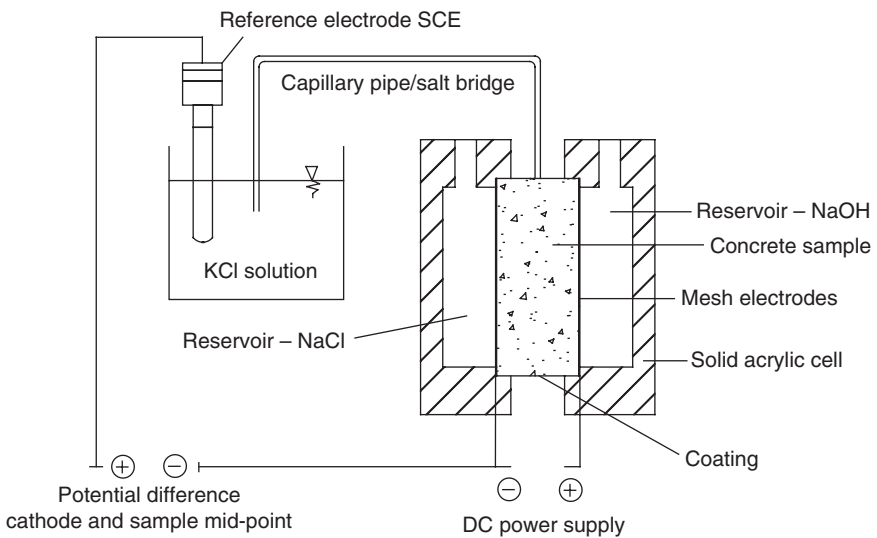 Reference electrode SCE
Capillary pipe/salt bridge
Reservoir – NaOH
Concrete sample
KCl solution
Mesh electrodes
Reservoir – NaCl
Solid acrylic cell
Coating
+ −
Potential difference
cathode and sample mid-point
− +
DC power supply